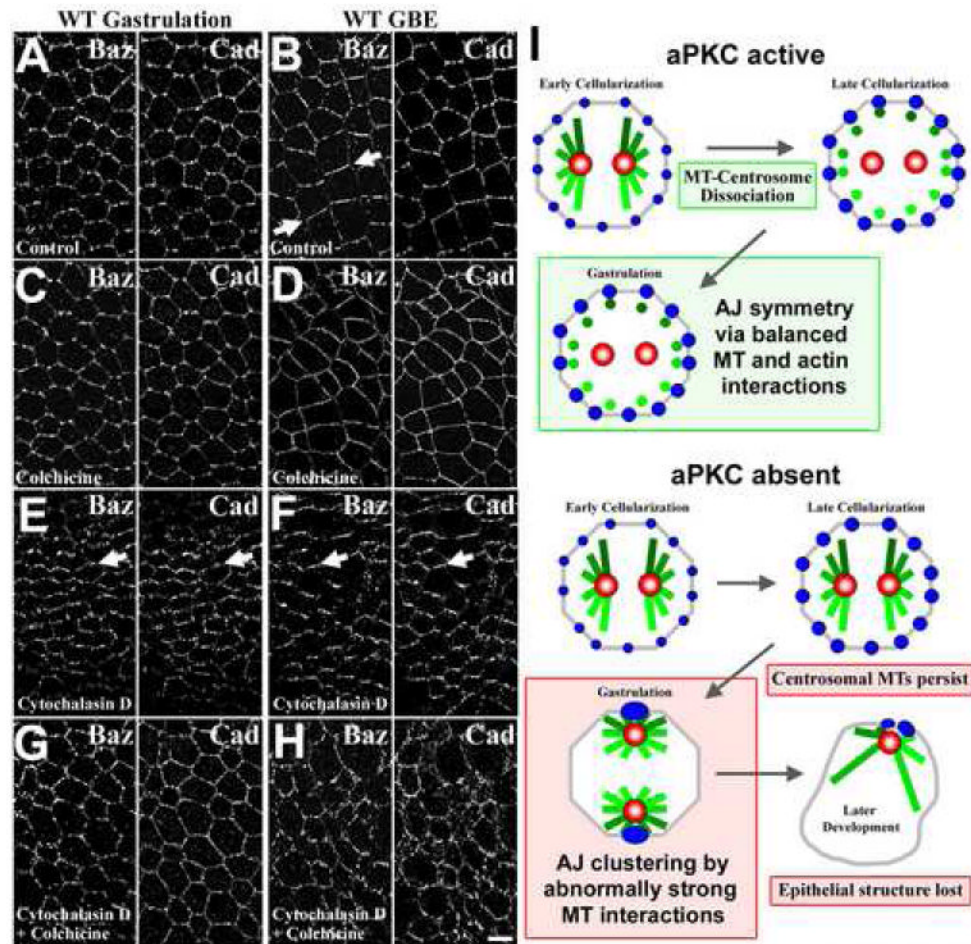 WT Gastrulation
WT GBE
A
Baz
Cad
Control
B
Baz
Cad
Control
C
Baz
Cad
Colchicine
D
Baz
Cad
Colchicine
E
Baz
Cad
Cytochalasin D
F
Baz
Cad
Cytochalasin D
G
Baz
Cad
Cytochalasin D
+ Colchicine
H
Baz
Cad
Cytochalasin D
+ Colchicine
I
aPKC active
Early Cellularization
Late Cellularization
MT-Centrosome
Dissociation
Gastrulation
AJ symmetry
via balanced
MT and actin
interactions
aPKC absent
Early Cellularization
Late Cellularization
Centrosomal MTs persist
Gastrulation
AJ clustering by
abnormally strong
MT interactions
Later
Development
Epithelial structure lost